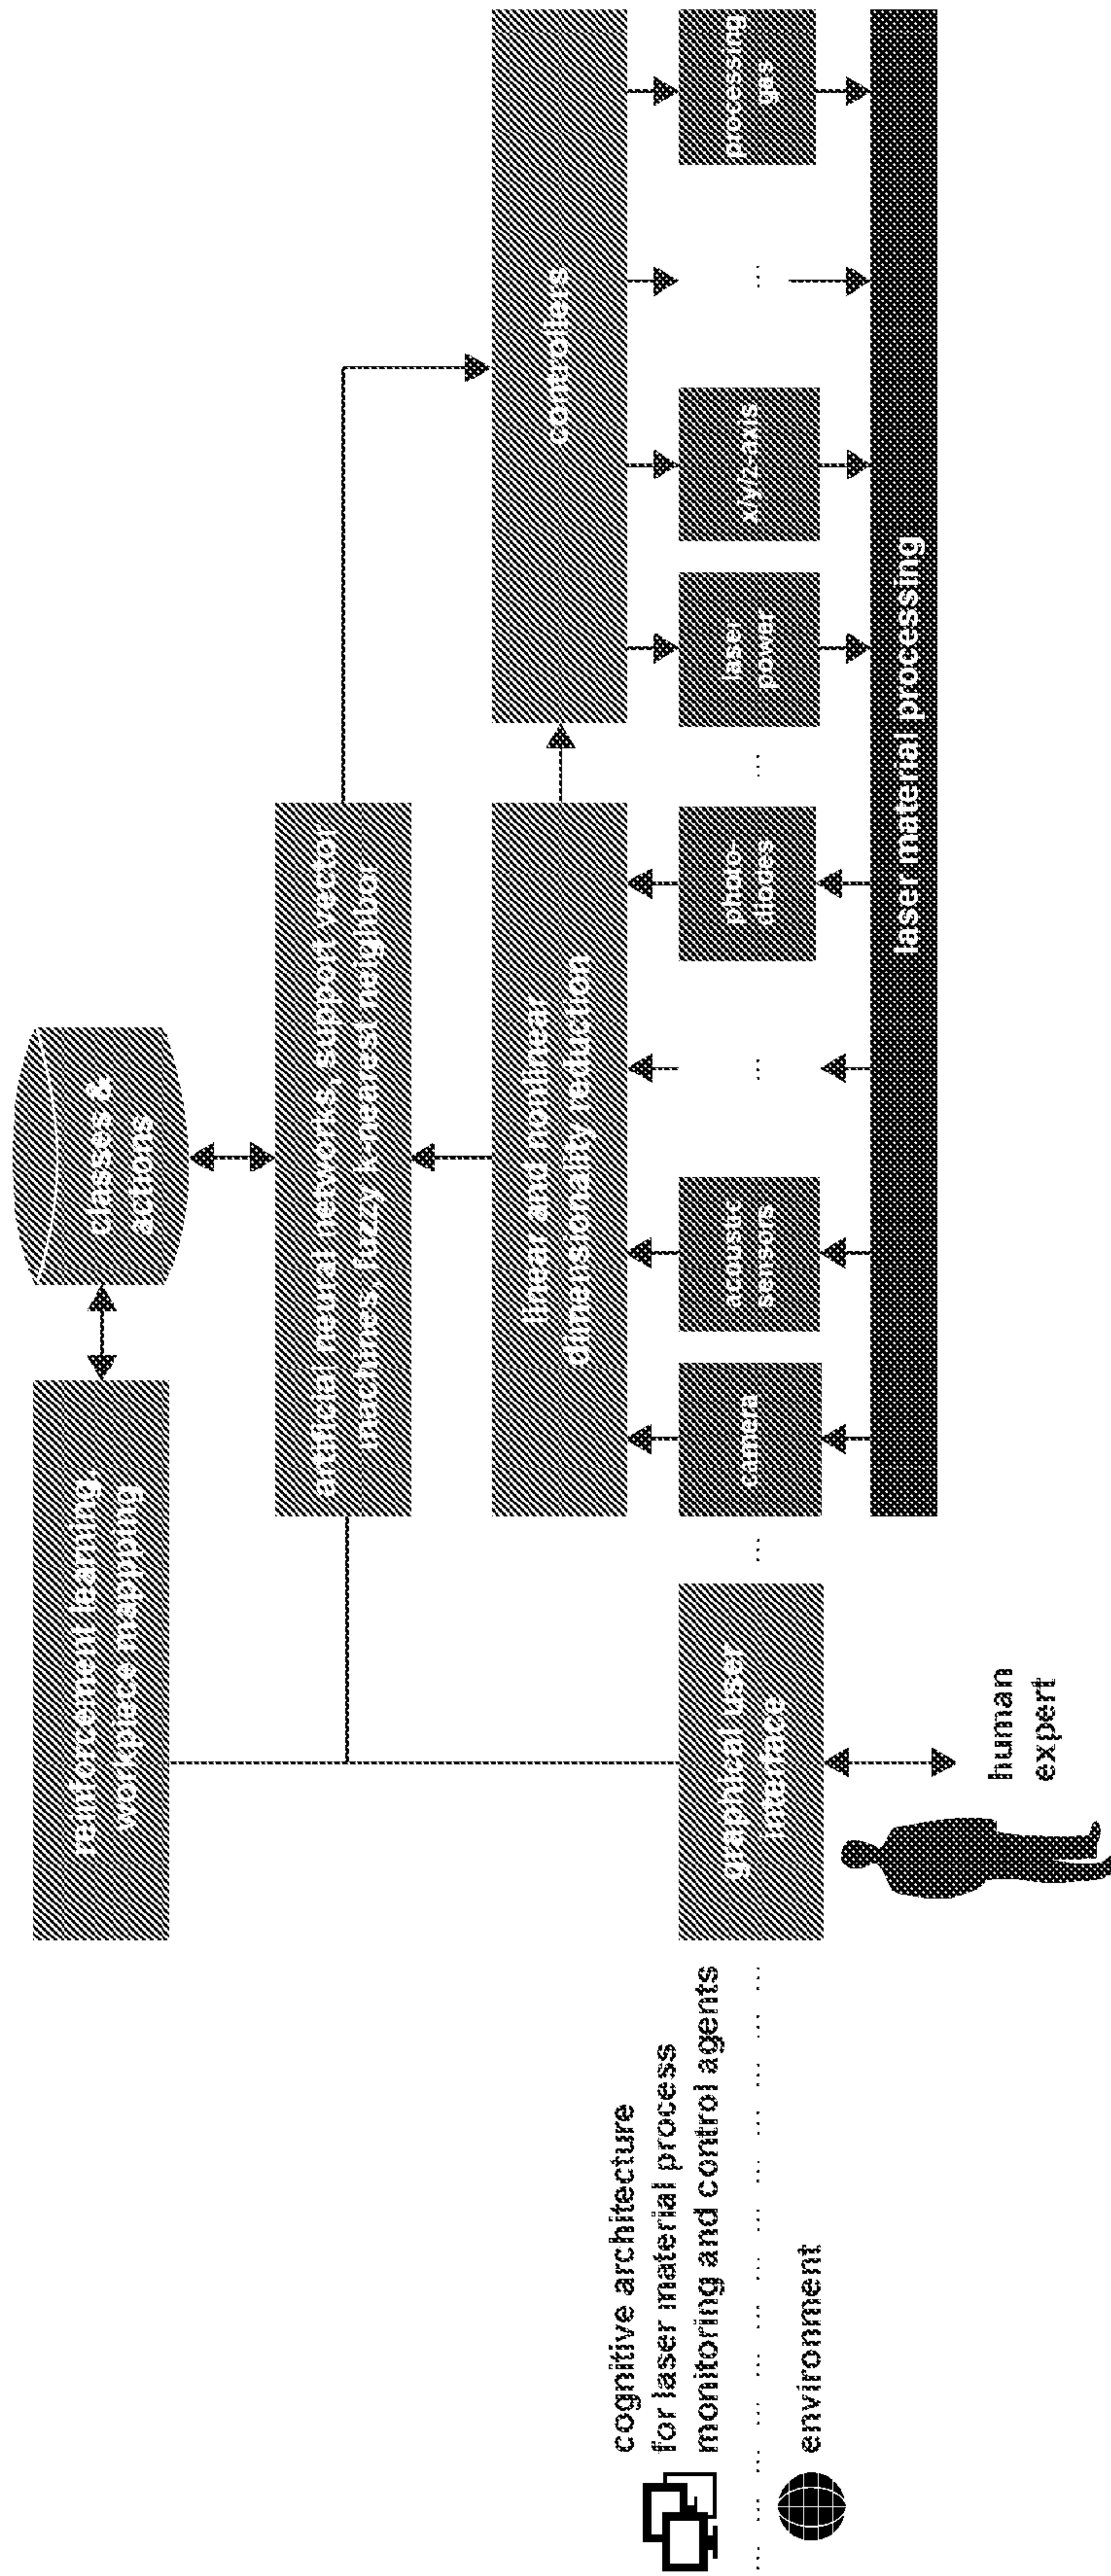 reinforcement learning,
workpiece mapping
classes &
actions
artificial neural networks, support vector
machines, fuzzy k-nearest neighbor
linear and nonlinear
dimensionality reduction
controllers
cognitive architecture
for laser material process
monitoring and control agents
graphical user
interface
...
camera
acoustic
sensors
...
photo-
diodes
...
laser
power
x/y/z-axis
...
processing
gas
environment
human
expert
laser material processing